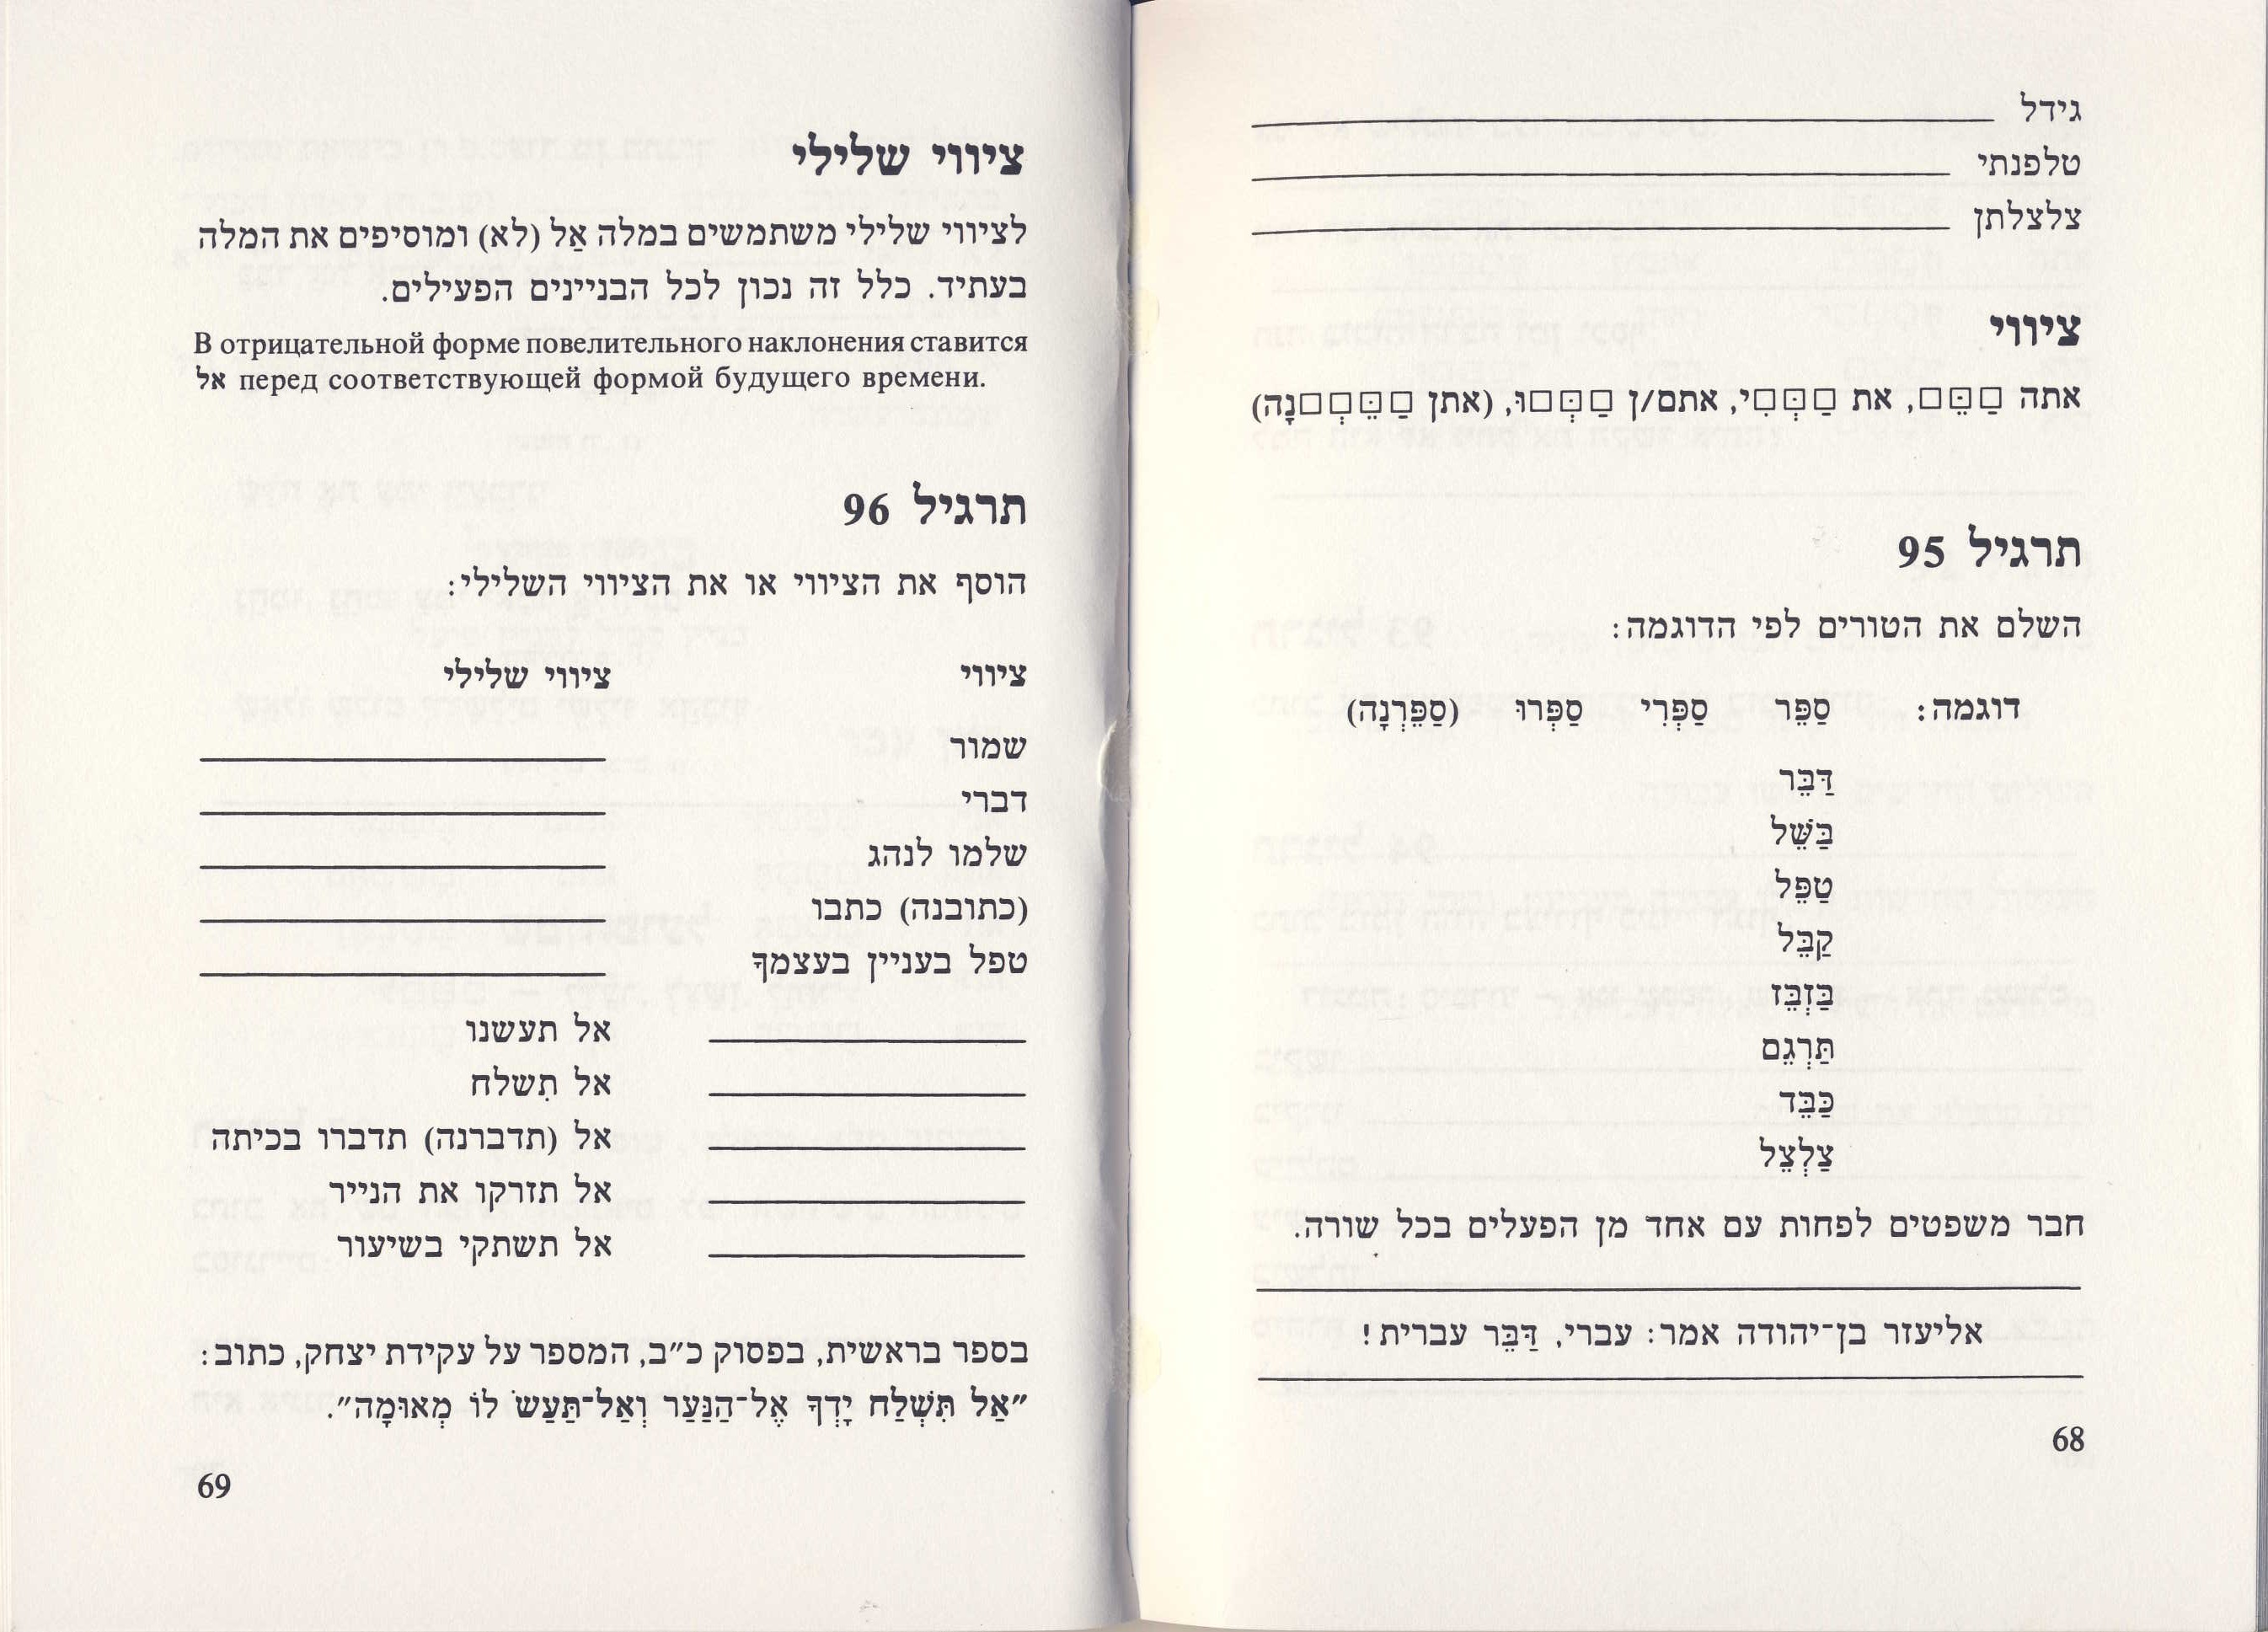 גידל
טלפנתי
צלצלתן
ציווי
אתה □ַ□ֵּ□, את □ַ□ְּ□ִי, אתם/ן □ַ□ְּ□וּ, (אתן □ַ□ֵּ□ְ□נָה)
תרגיל 95
השלם את הטורים לפי הדוגמה:
דוגמה: סַפֵּר סַפְּרִי סַפְּרוּ (סַפֵּרְנָה)
דַּבֵּר
בַּשֵּׁל
טַפֵּל
קַבֵּל
בַּזְבֵּז
תַּרְגֵּם
כַּבֵּד
צַלְצֵל
חבר משפטים לפחות עם אחד מן הפעלים בכל שורה.
אליעזר בן־יהודה אמר: עברי, דַּבֵּר עברית!
68
ציווי שלילי
לציווי שלילי משתמשים במלה אַל (לא) ומוסיפים את המלה
בעתיד. כלל זה נכון לכל הבניינים הפעילים.
В отрицательной форме повелительного наклонения ставится
אל перед соответствующей формой будущего времени.
תרגיל 96
הוסף את הציווי או את הציווי השלילי:
ציווי ציווי שלילי
שמור
דברי
שלמו לנהג
(כתובנה) כתבו
טפל בעניין בעצמך
אל תעשנו
אל תִשלח
אל (תדברנה) תדברו בכיתה
אל תזרקו את הנייר
אל תשתקי בשיעור
בספר בראשית, בפסוק כ״ב, המספר על עקידת יצחק, כתוב:
״אַל תִּשְׁלַח יָדְךָ אֶל־הַנַּעַר וְאַל־תַּעַשׂ לוֹ מְאוּמָה״.
69